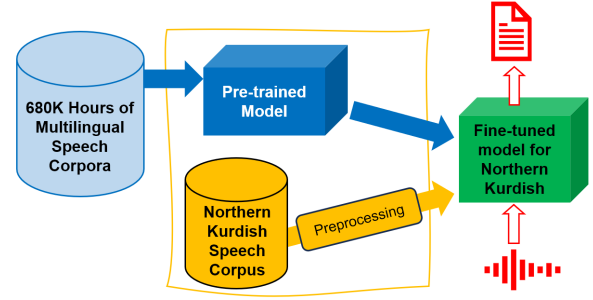 680K Hours of
Multilingual
Speech
Corpora
Pre-trained
Model
Northern
Kurdish
Speech
Corpus
Preprocessing
Fine-tuned
model for
Northern
Kurdish